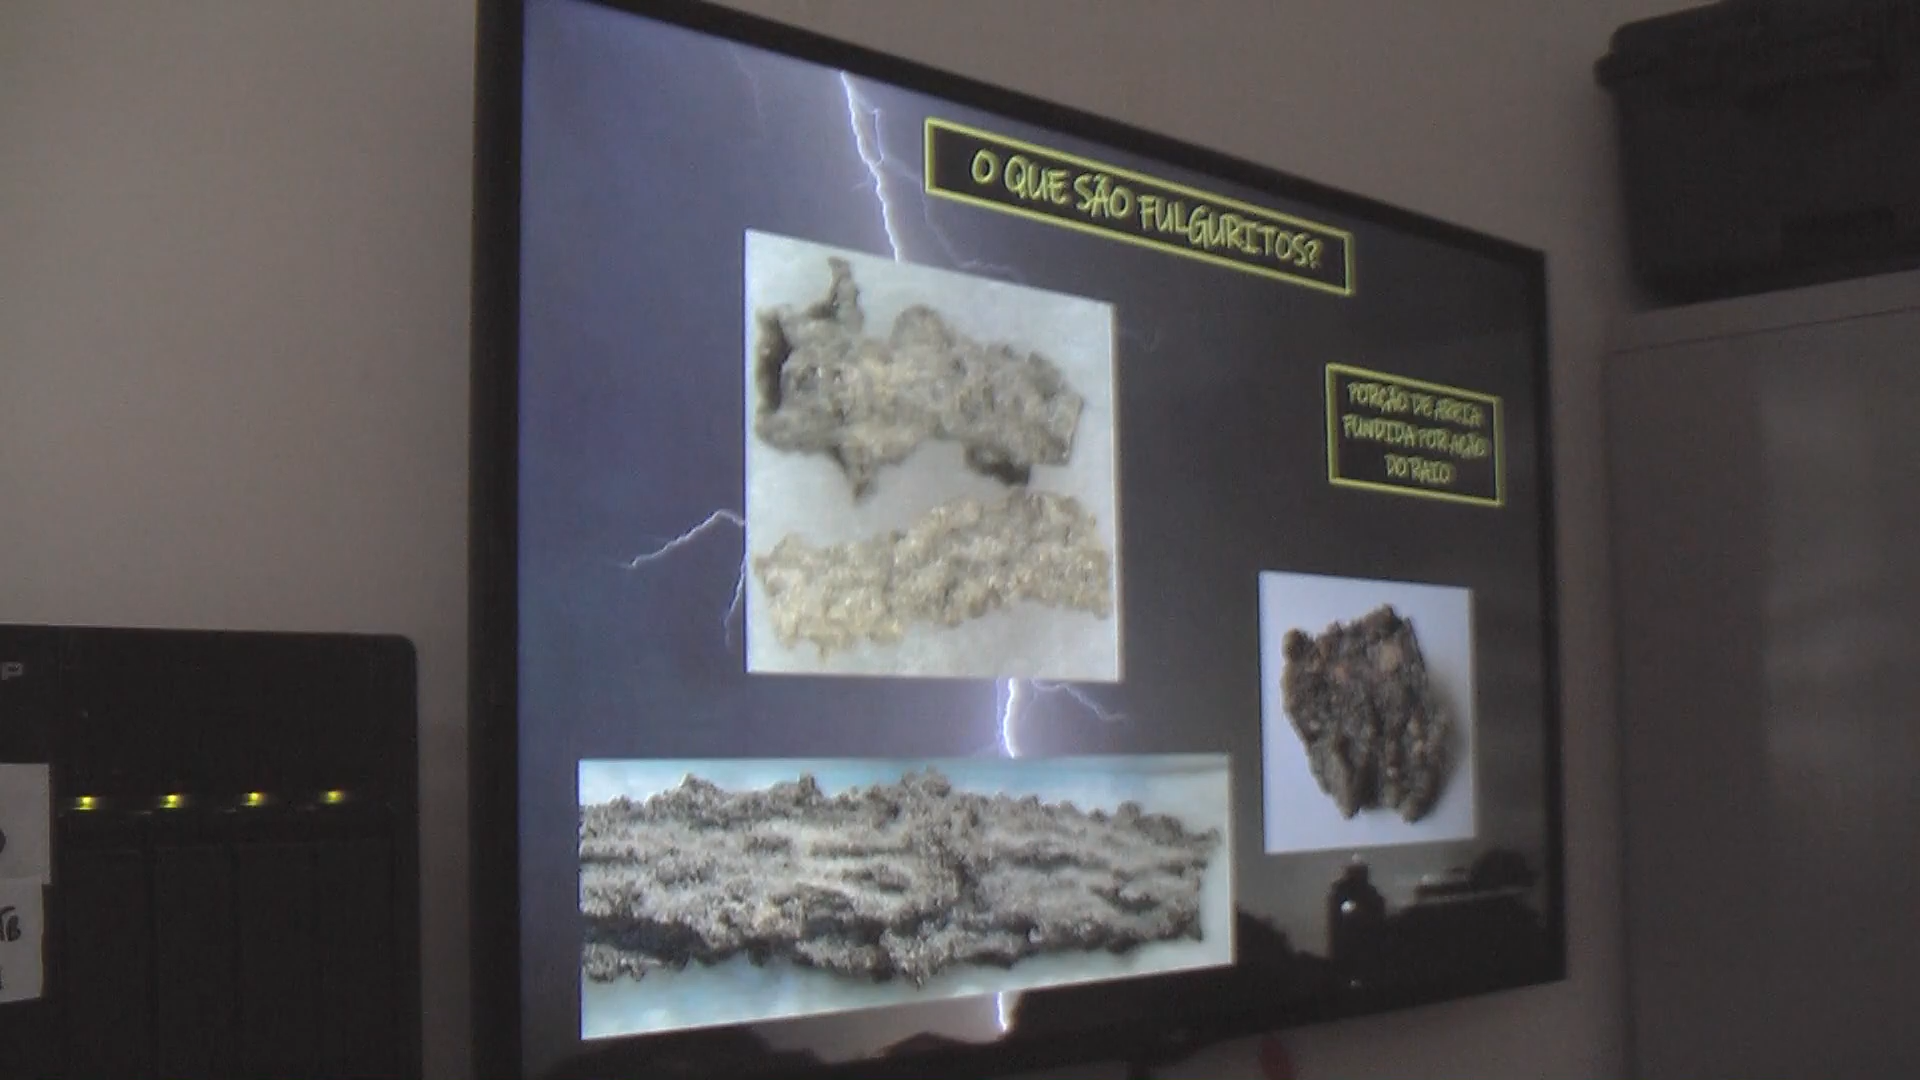 O QUE SÃO FULGURITOS?
PORÇÃO DE AREIA
FUNDIDA POR AÇÃO
DO RAIO
P